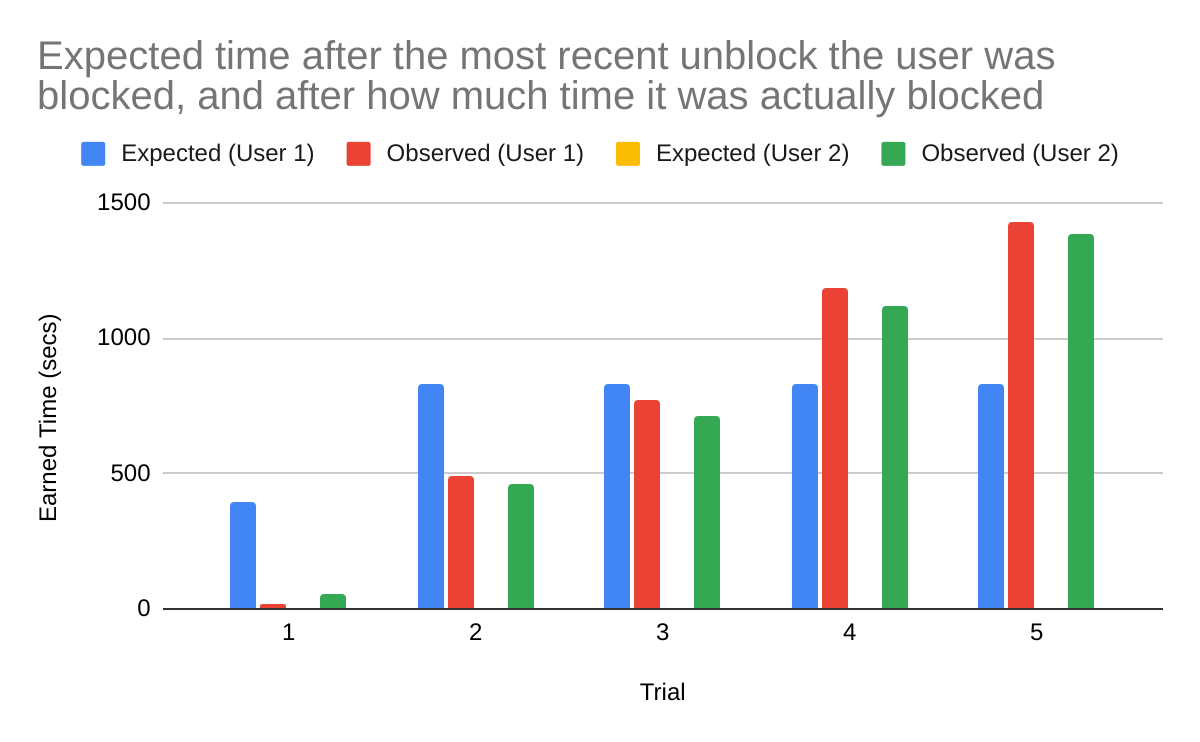 Expected time after the most recent unblock the user was
blocked, and after how much time it was actually blocked
Expected (User 1) Observed (User 1) Expected (User 2) Observed (User 2)
1500
1000
500
0
Earned Time (secs)
1 2 3 4 5
Trial